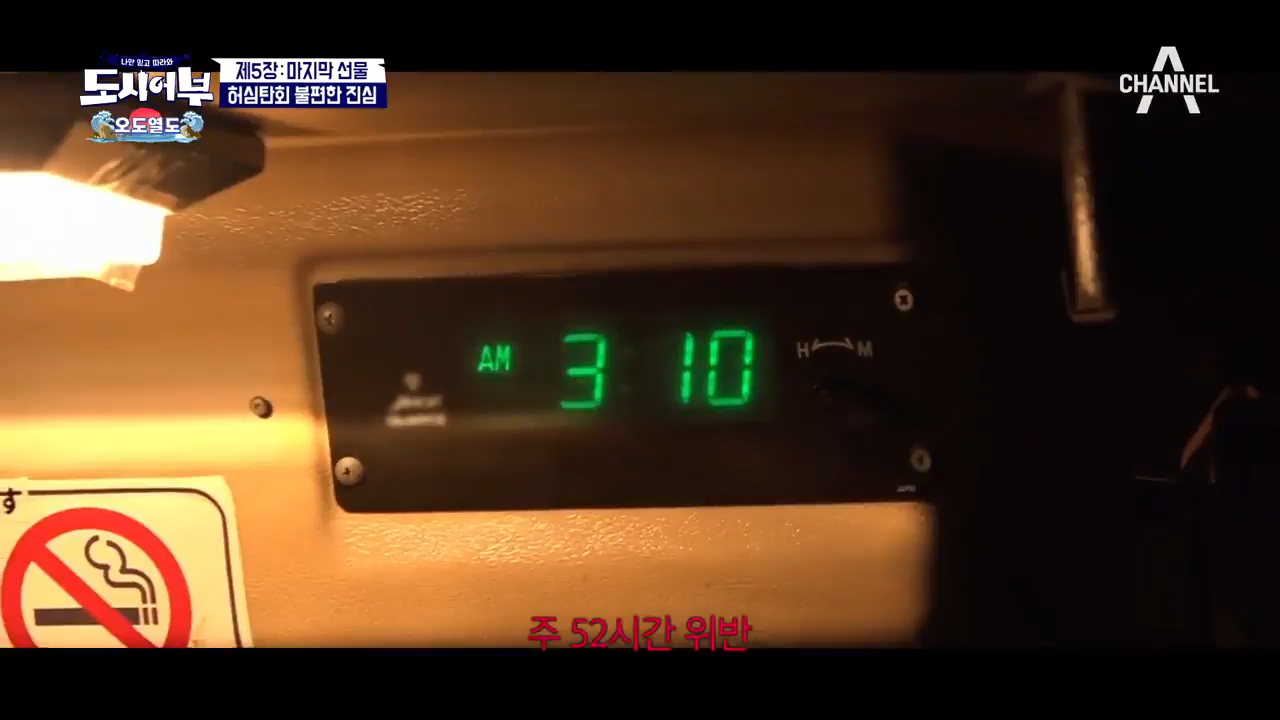 나만 믿고 따라와
도시어부
오도열도
제5장:마지막 선물
허심탄회 불편한 진심
CHANNEL A
AM 3 10
H M
す
주 52시간 위반